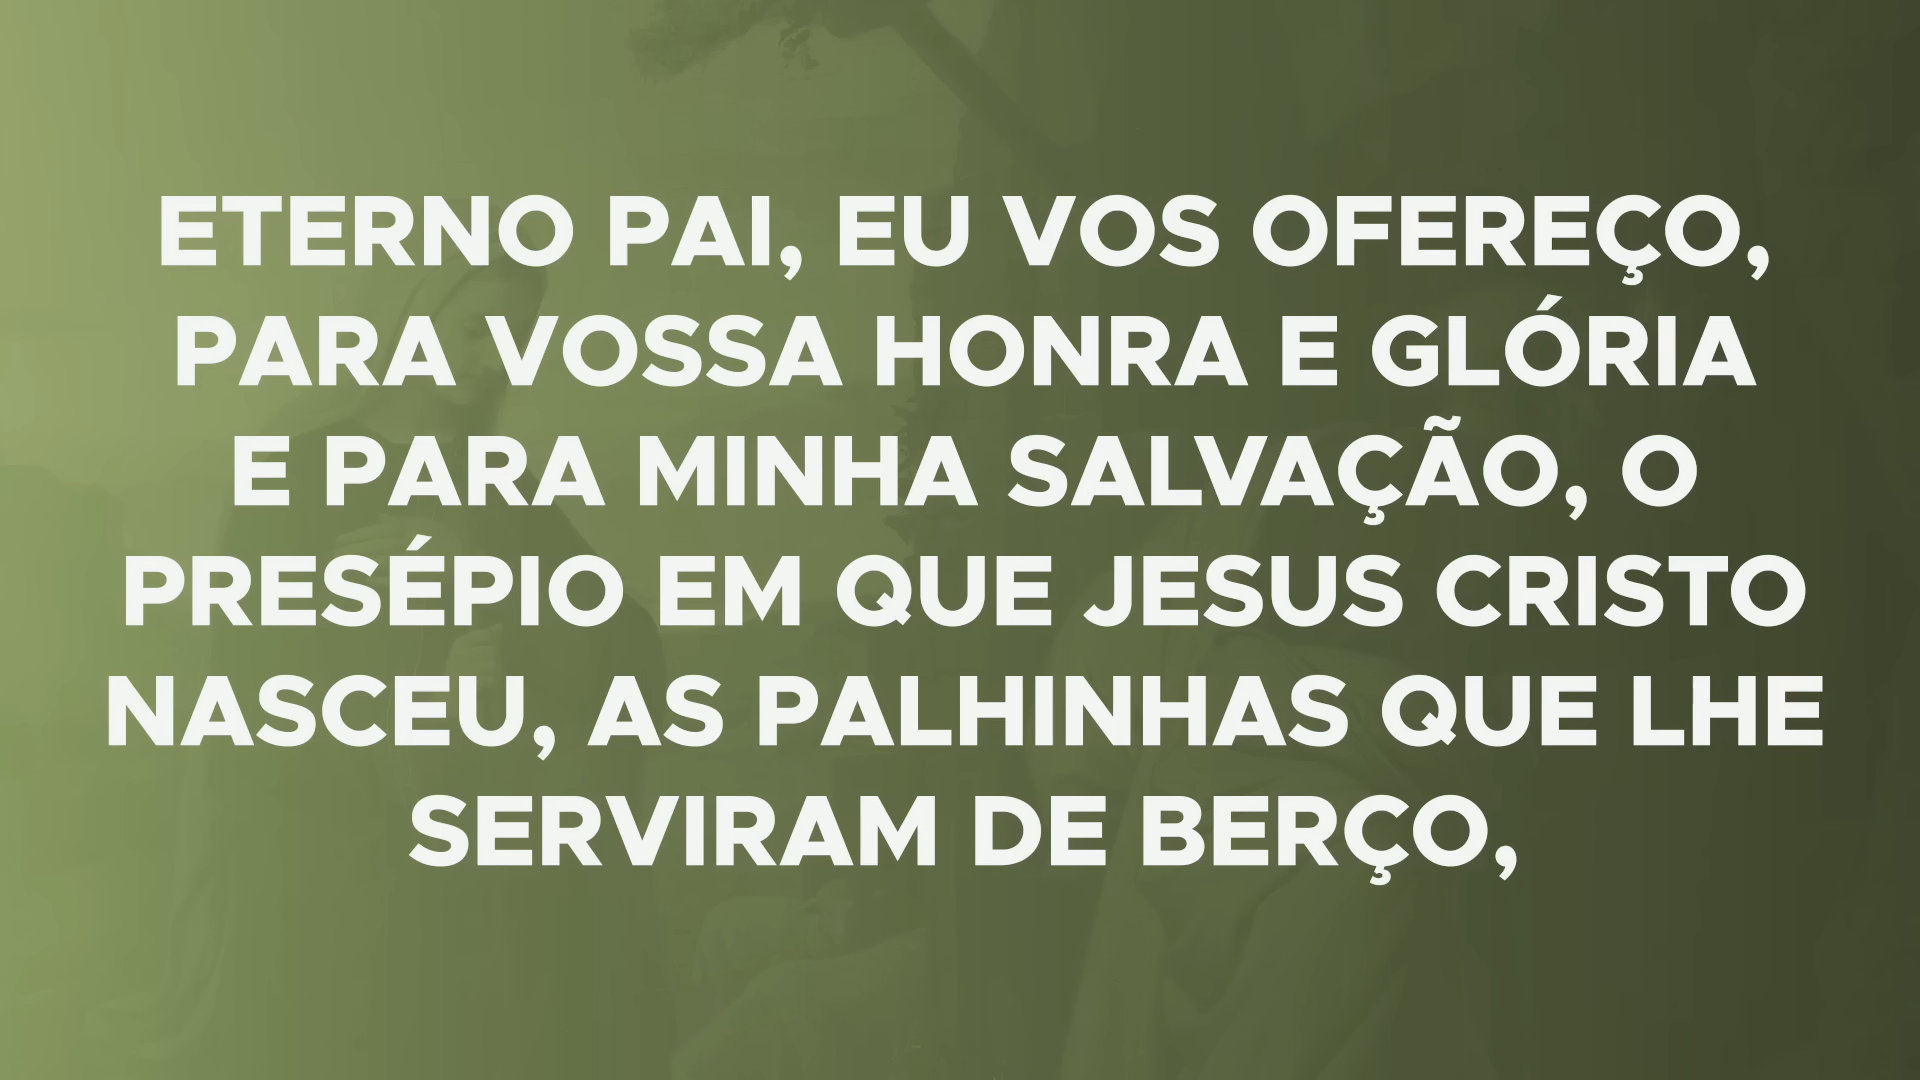 ETERNO PAI, EU VOS OFEREÇO,
PARA VOSSA HONRA E GLÓRIA
E PARA MINHA SALVAÇÃO, O
PRESÉPIO EM QUE JESUS CRISTO
NASCEU, AS PALHINHAS QUE LHE
SERVIRAM DE BERÇO,